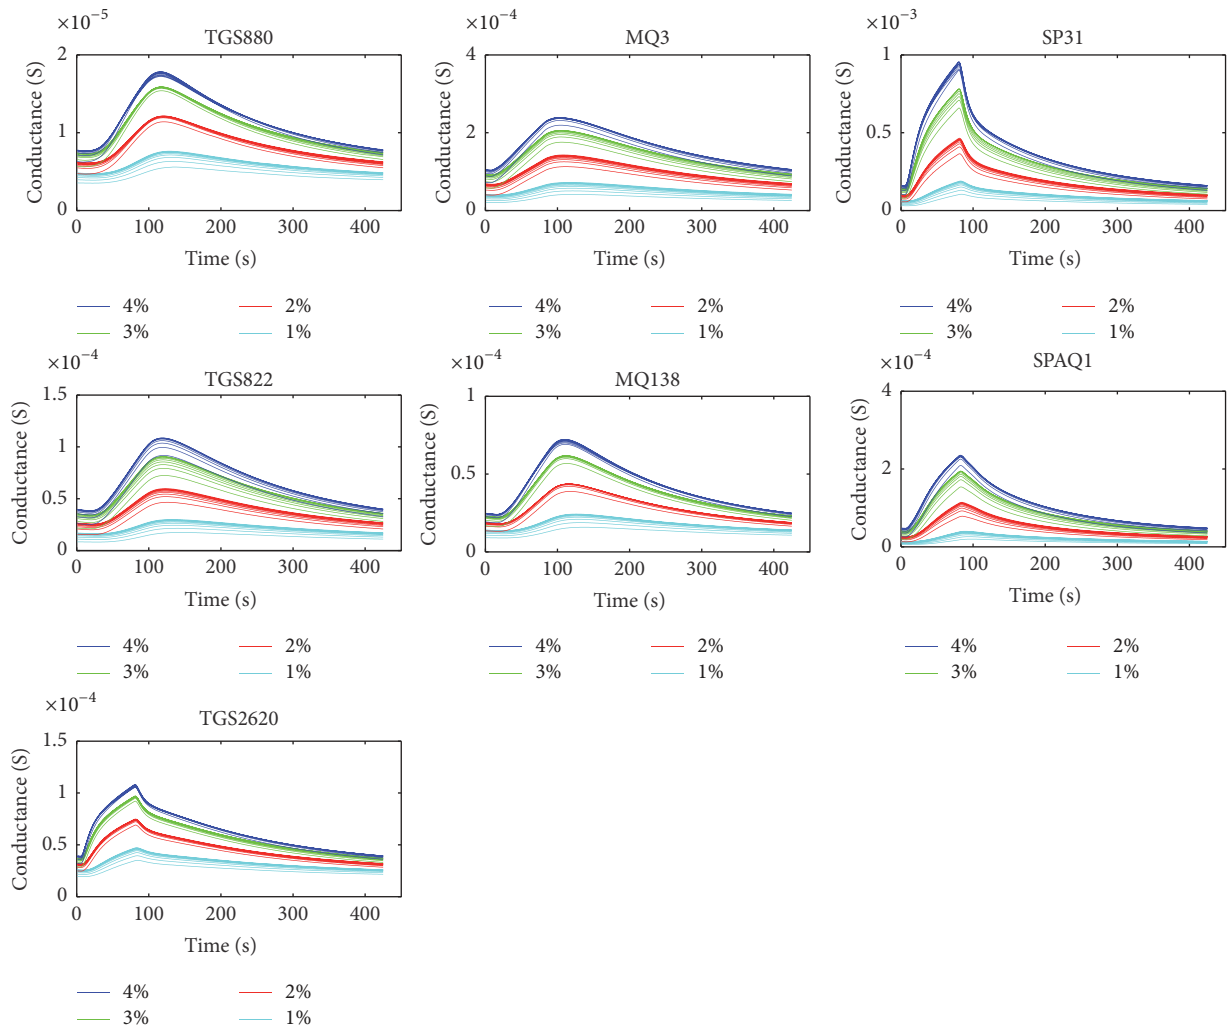 ×10⁻⁵
TGS880
Conductance (S)
2
1
0
0 100 200 300 400
Time (s)
4% 2%
3% 1%
×10⁻⁴
MQ3
Conductance (S)
4
2
0
0 100 200 300 400
Time (s)
4% 2%
3% 1%
×10⁻³
SP31
Conductance (S)
1
0.5
0
0 100 200 300 400
Time (s)
4% 2%
3% 1%
×10⁻⁴
TGS822
Conductance (S)
1.5
1
0.5
0
0 100 200 300 400
Time (s)
4% 2%
3% 1%
×10⁻⁴
MQ138
Conductance (S)
1
0.5
0
0 100 200 300 400
Time (s)
4% 2%
3% 1%
×10⁻⁴
SPAQ1
Conductance (S)
4
2
0
0 100 200 300 400
Time (s)
4% 2%
3% 1%
×10⁻⁴
TGS2620
Conductance (S)
1.5
1
0.5
0
0 100 200 300 400
Time (s)
4% 2%
3% 1%